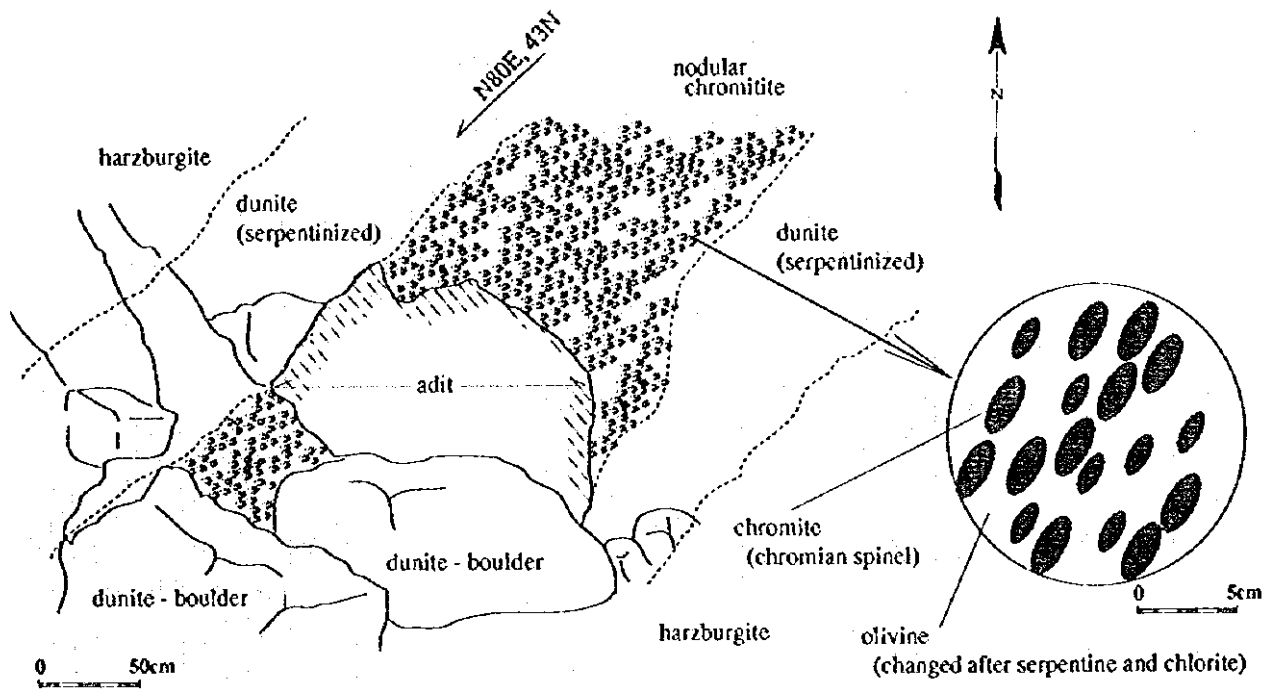 N80E, 43N
nodular
chromitite
N
harzburgite
dunite
(serpentinized)
dunite
(serpentinized)
adit
chromite
(chromian spinel)
dunite - boulder
dunite - boulder
harzburgite
olivine
(changed after serpentine and chlorite)
0 5cm
0 50cm